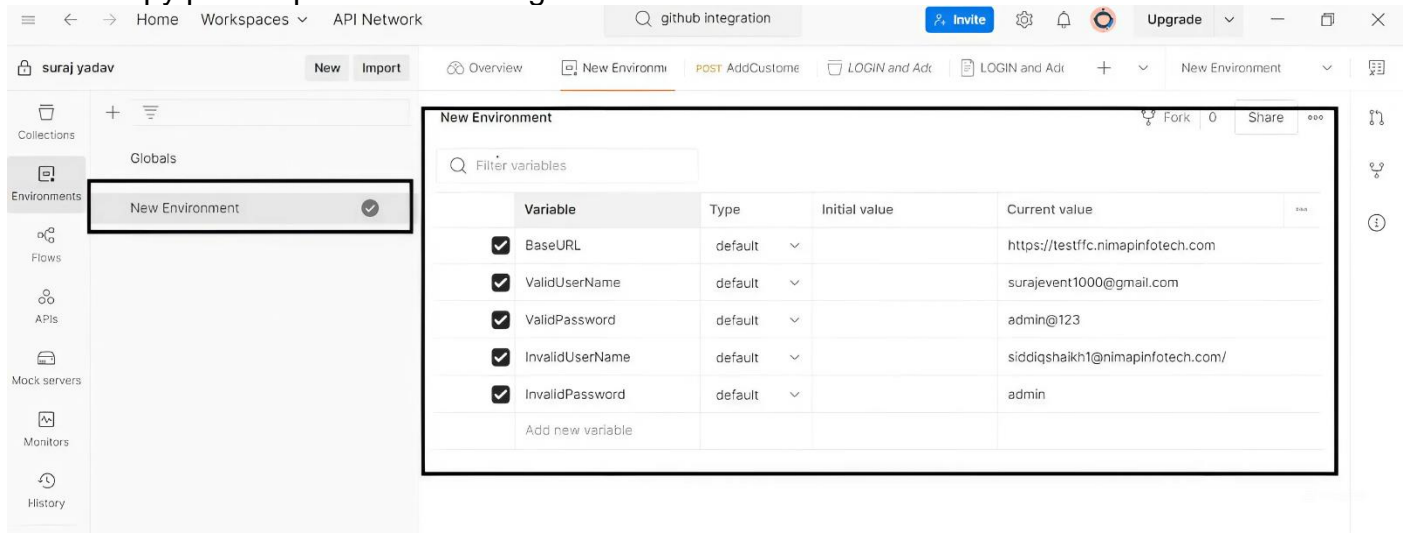 Home Workspaces API Network github integration Invite Upgrade
suraj yadav New Import Overview New Environme POST AddCustome LOGIN and Adc LOGIN and Adc New Environment
Collections
Environments
Flows
APIs
Mock servers
Monitors
History
Globals
New Environment
New Environment Fork 0 Share
Filter variables
Variable Type Initial value Current value
BaseURL default https://testffc.nimapinfotech.com
ValidUserName default surajevent1000@gmail.com
ValidPassword default admin@123
InvalidUserName default siddiqshaikh1@nimapinfotech.com/
InvalidPassword default admin
Add new variable